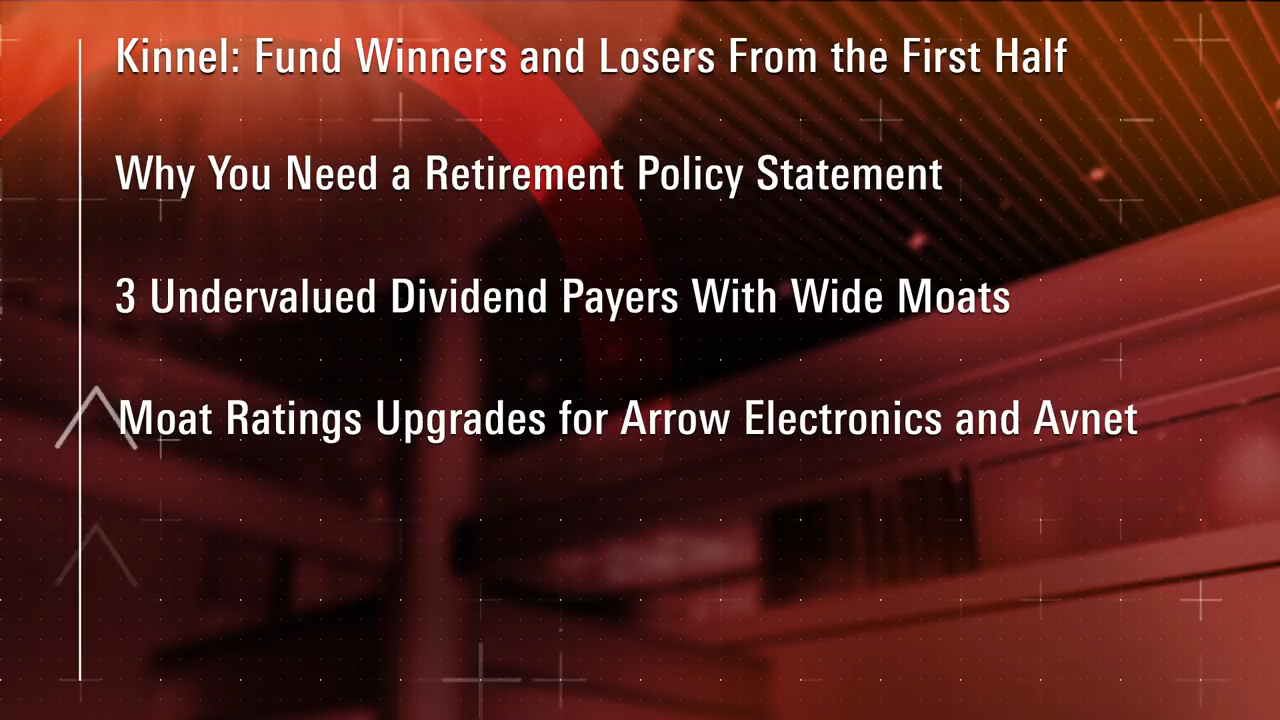 Kinnel: Fund Winners and Losers From the First Half
Why You Need a Retirement Policy Statement
3 Undervalued Dividend Payers With Wide Moats
Moat Ratings Upgrades for Arrow Electronics and Avnet